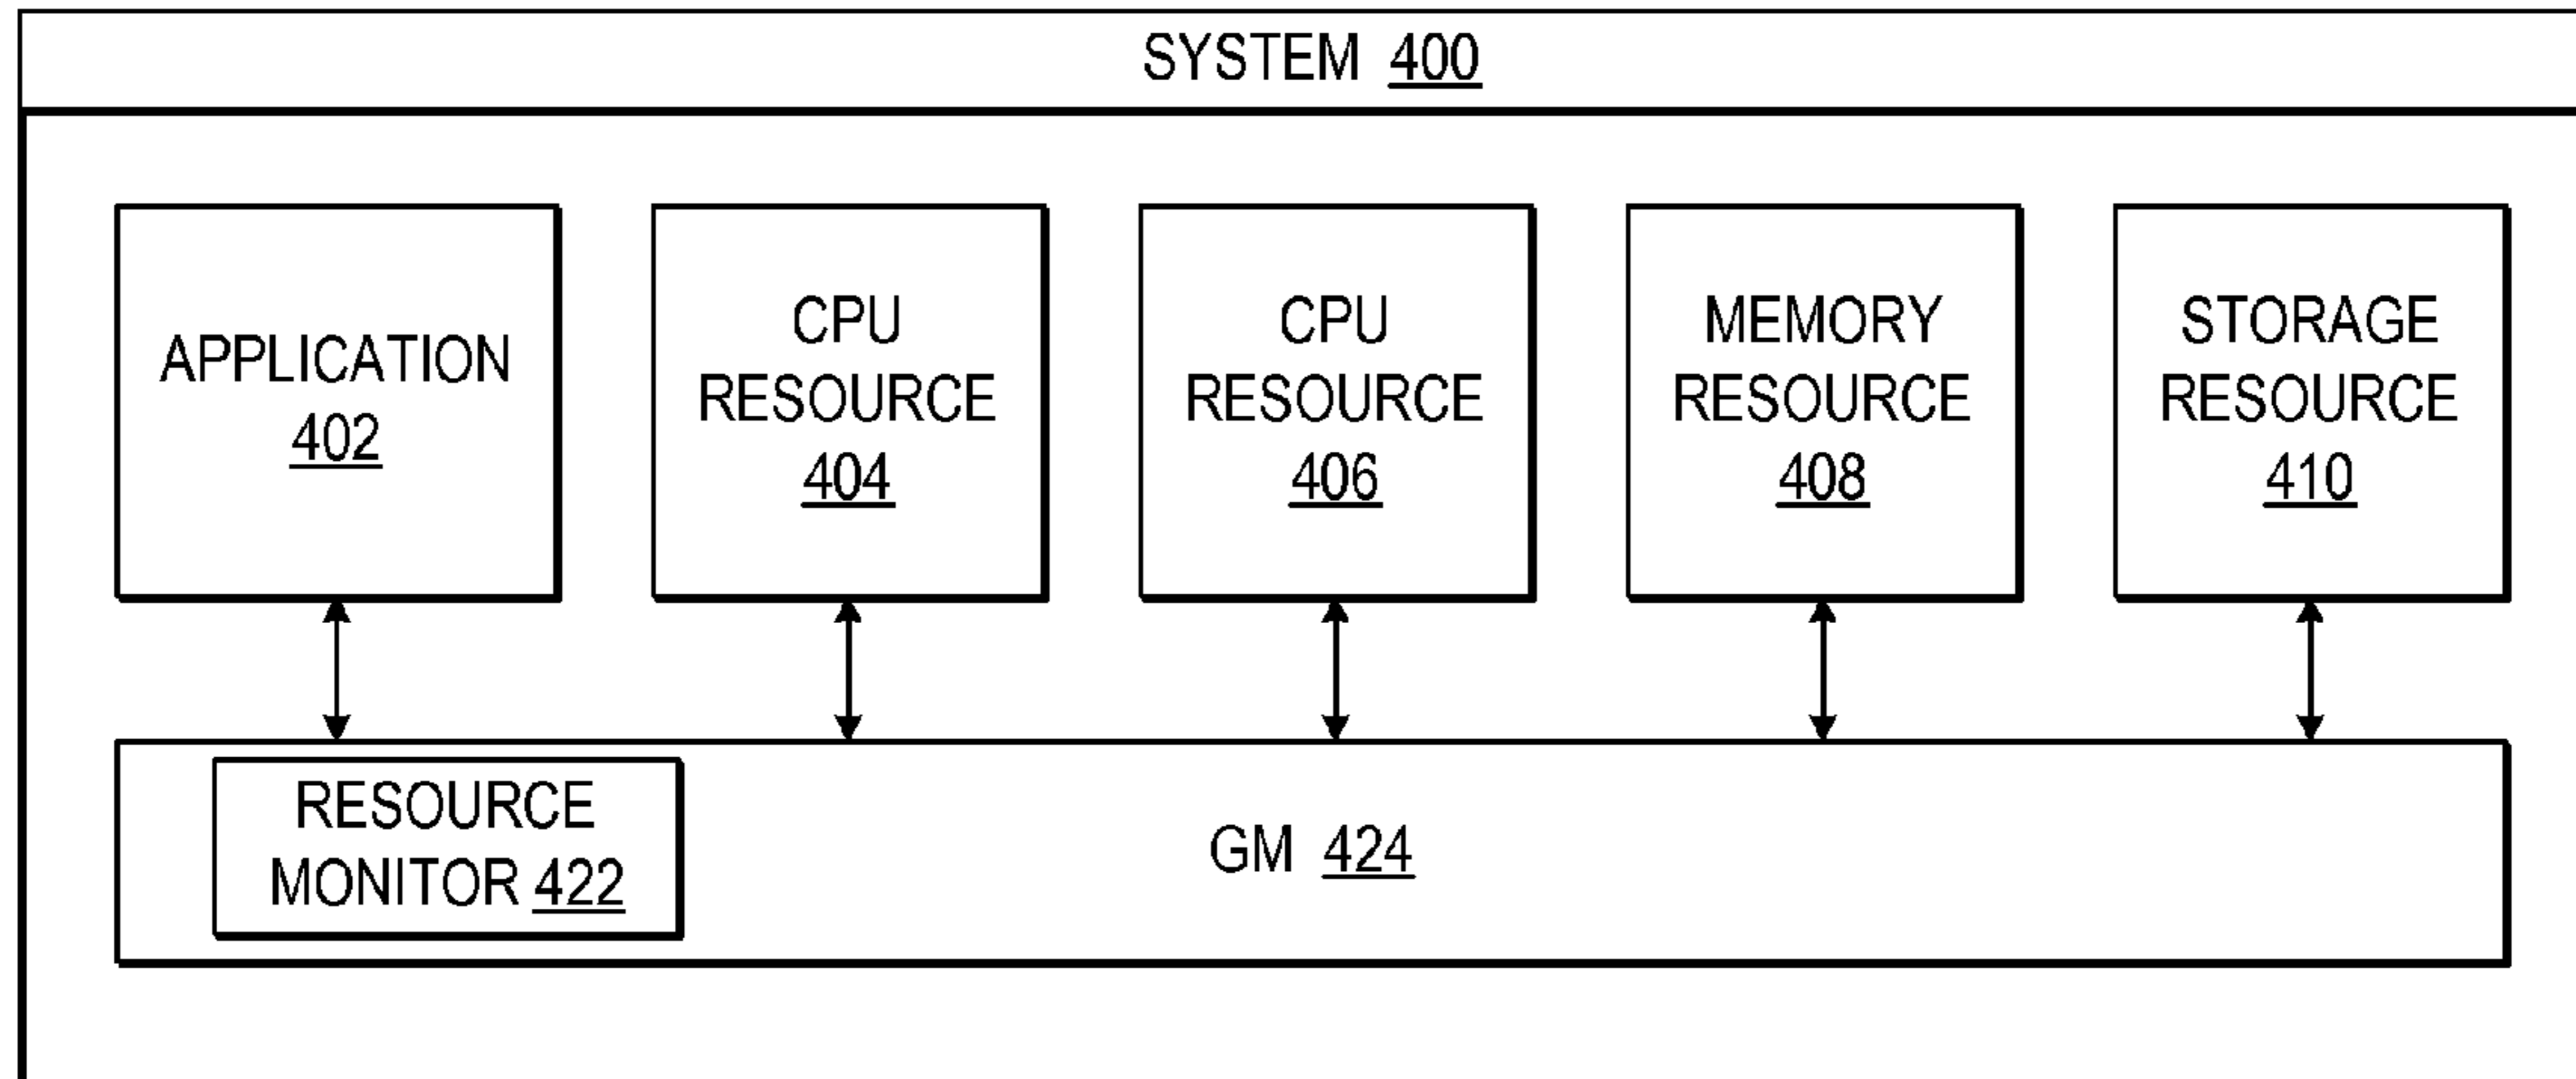 SYSTEM 400
APPLICATION
402
CPU
RESOURCE
404
CPU
RESOURCE
406
MEMORY
RESOURCE
408
STORAGE
RESOURCE
410
RESOURCE
MONITOR 422
GM 424